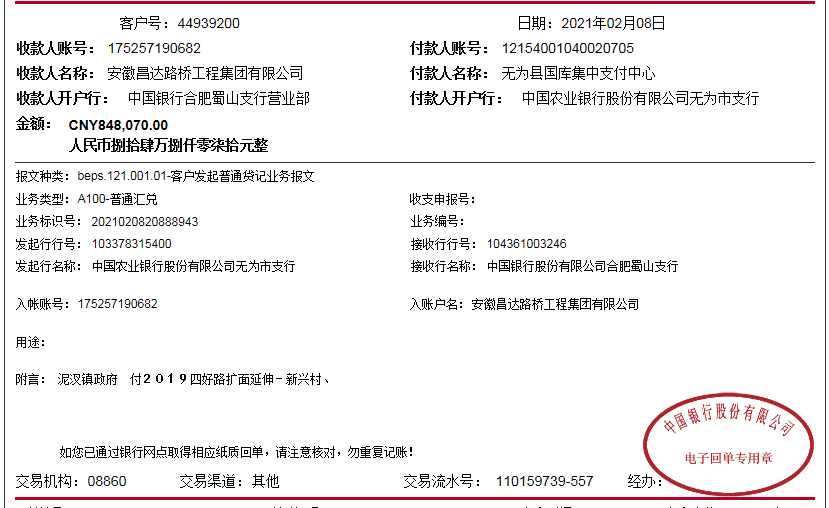 客户号：44939200 日期：2021年02月08日
收款人账号：175257190682 付款人账号：12154001040020705
收款人名称：安徽昌达路桥工程集团有限公司 付款人名称：无为县国库集中支付中心
收款人开户行：中国银行合肥蜀山支行营业部 付款人开户行：中国农业银行股份有限公司无为市支行
金额：CNY848,070.00
人民币捌拾肆万捌仟零柒拾元整
报文种类：beps.121.001.01-客户发起普通贷记业务报文
业务类型：A100-普通汇兑 收支申报号：
业务标识号：2021020820888943 业务编号：
发起行行号：103378315400 接收行行号：104361003246
发起行名称：中国农业银行股份有限公司无为市支行 接收行名称：中国银行股份有限公司合肥蜀山支行
入帐账号：175257190682 入账户名：安徽昌达路桥工程集团有限公司
用途：
附言：泥汊镇政府 付２０１９四好路扩面延伸－新兴村、
中国银行股份有限公司
电子回单专用章
如您已通过银行网点取得相应纸质回单，请注意核对，勿重复记账！
交易机构：08860 交易渠道：其他 交易流水号：110159739-557 经办：